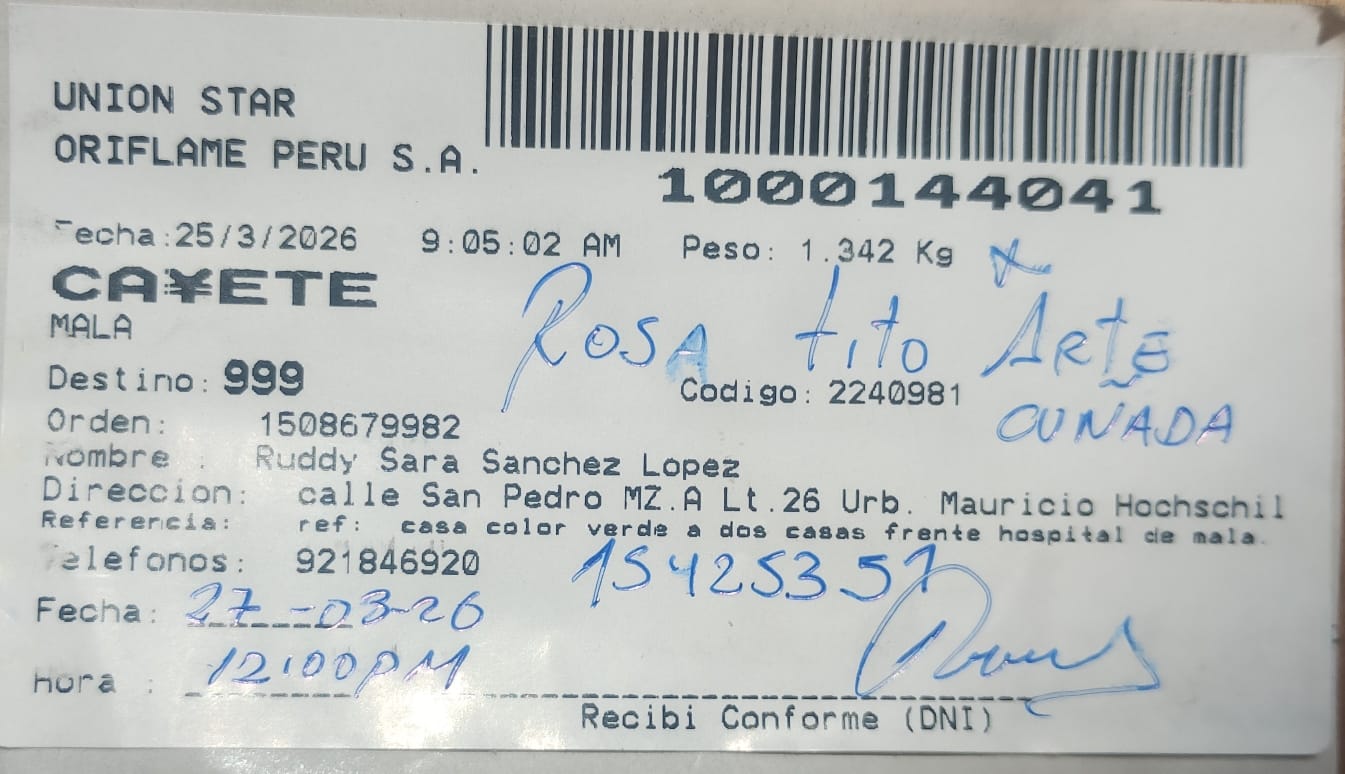 UNION STAR
ORIFLAME PERU S.A.
1000144041
Fecha:25/3/2026 9:05:02 AM Peso: 1.342 Kg
CA¥ETE
MALA
Rosa tito Arte
Destino: 999
Codigo: 2240981
CUÑADA
Orden: 1508679982
Nombre : Ruddy Sara Sanchez Lopez
Direccion: calle San Pedro MZ.A Lt.26 Urb. Mauricio Hochschil
Referencia: ref: casa color verde a dos casas frente hospital de mala.
Telefonos: 921846920
15425357
Fecha: 27-03-26
Hora : 12:00PM
Recibi Conforme (DNI)